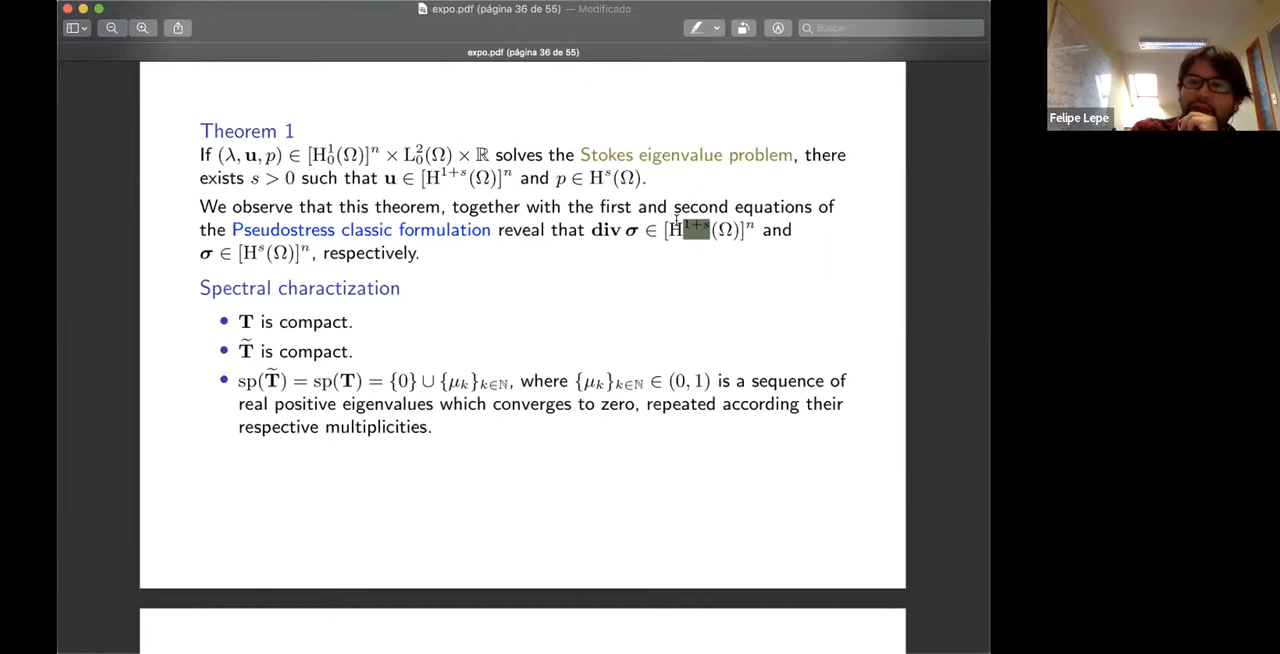 expo.pdf (página 36 de 55) — Modificado
Buscar
expo.pdf (página 36 de 55)
Theorem 1
If (λ, u, p) ∈ [H¹₀(Ω)]ⁿ × L²₀(Ω) × ℝ solves the Stokes eigenvalue problem, there
exists s > 0 such that u ∈ [H¹⁺ˢ(Ω)]ⁿ and p ∈ Hˢ(Ω).
We observe that this theorem, together with the first and second equations of
the Pseudostress classic formulation reveal that div σ ∈ [H¹⁺ˢ(Ω)]ⁿ and
σ ∈ [Hˢ(Ω)]ⁿ, respectively.
Spectral charactization
• T is compact.
• T̃ is compact.
• sp(T̃) = sp(T) = {0} ∪ {μₖ}ₖ∈ℕ, where {μₖ}ₖ∈ℕ ∈ (0, 1) is a sequence of
real positive eigenvalues which converges to zero, repeated according their
respective multiplicities.
Felipe Lepe